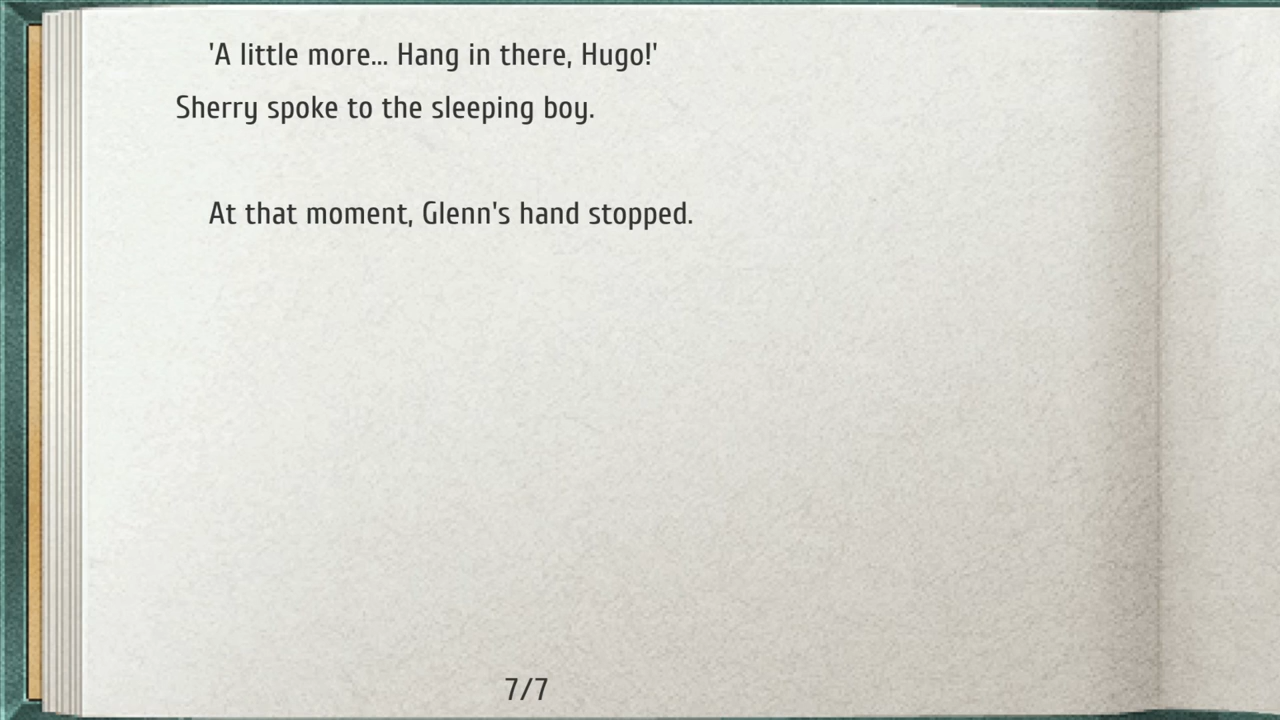 'A little more... Hang in there, Hugo!'
Sherry spoke to the sleeping boy.
At that moment, Glenn's hand stopped.
7/7